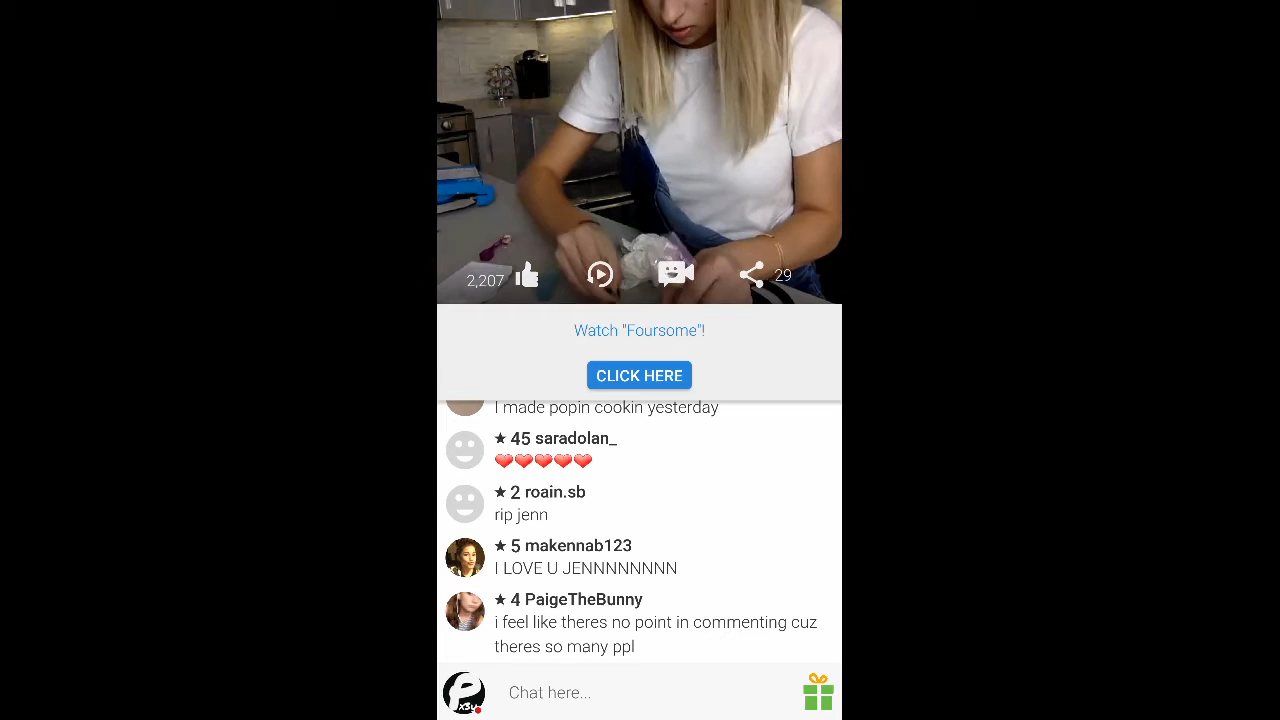 2,207
29
Watch "Foursome"!
CLICK HERE
I made popin cookin yesterday
★ 45 saradolan_
❤❤❤❤❤
★ 2 roain.sb
rip jenn
★ 5 makennab123
I LOVE U JENNNNNNNN
★ 4 PaigeTheBunny
i feel like theres no point in commenting cuz
theres so many ppl
Chat here...